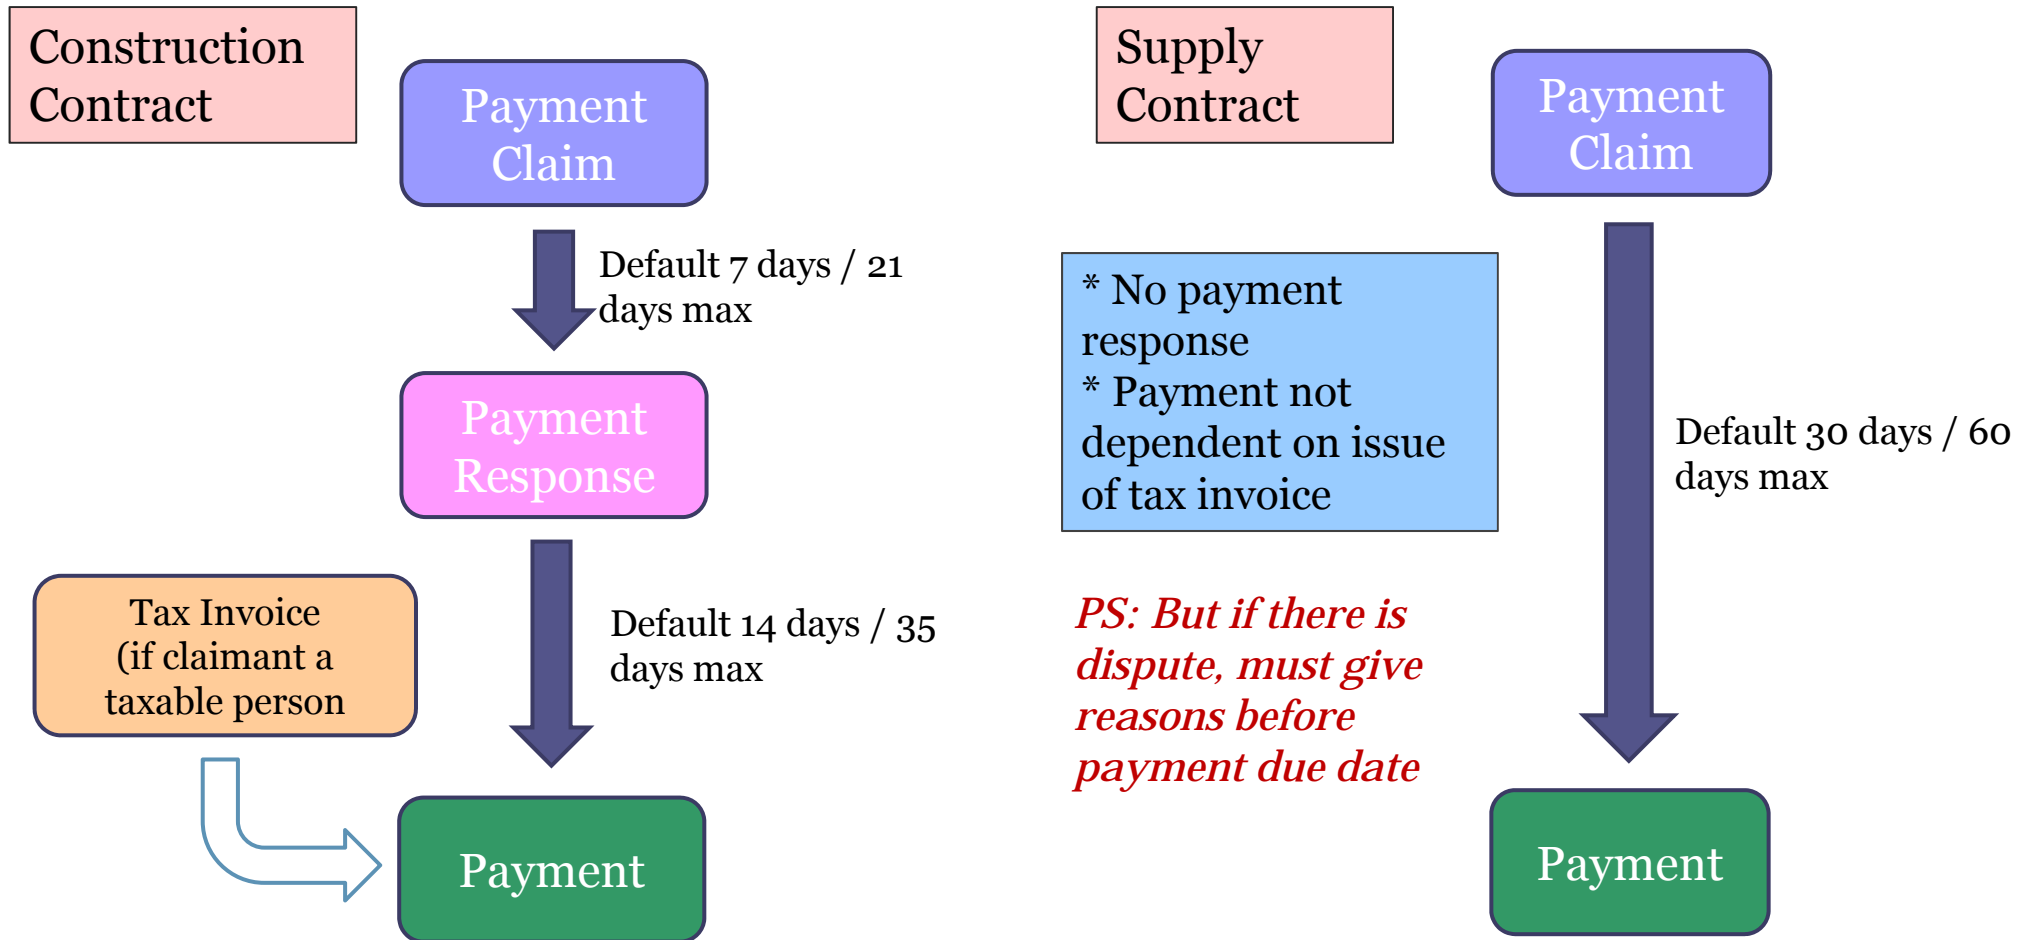 Construction
Contract
Payment
Claim
Default 7 days / 21
days max
Payment
Response
Tax Invoice
(if claimant a
taxable person
Default 14 days / 35
days max
Payment
Supply
Contract
Payment
Claim
* No payment
response
* Payment not
dependent on issue
of tax invoice
Default 30 days / 60
days max
PS: But if there is
dispute, must give
reasons before
payment due date
Payment